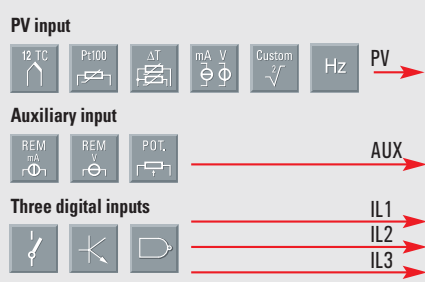 PV input
12 TC Pt100 ΔT mA V Custom Hz PV
Auxiliary input
REM mA REM V POT. AUX
Three digital inputs
IL1
IL2
IL3